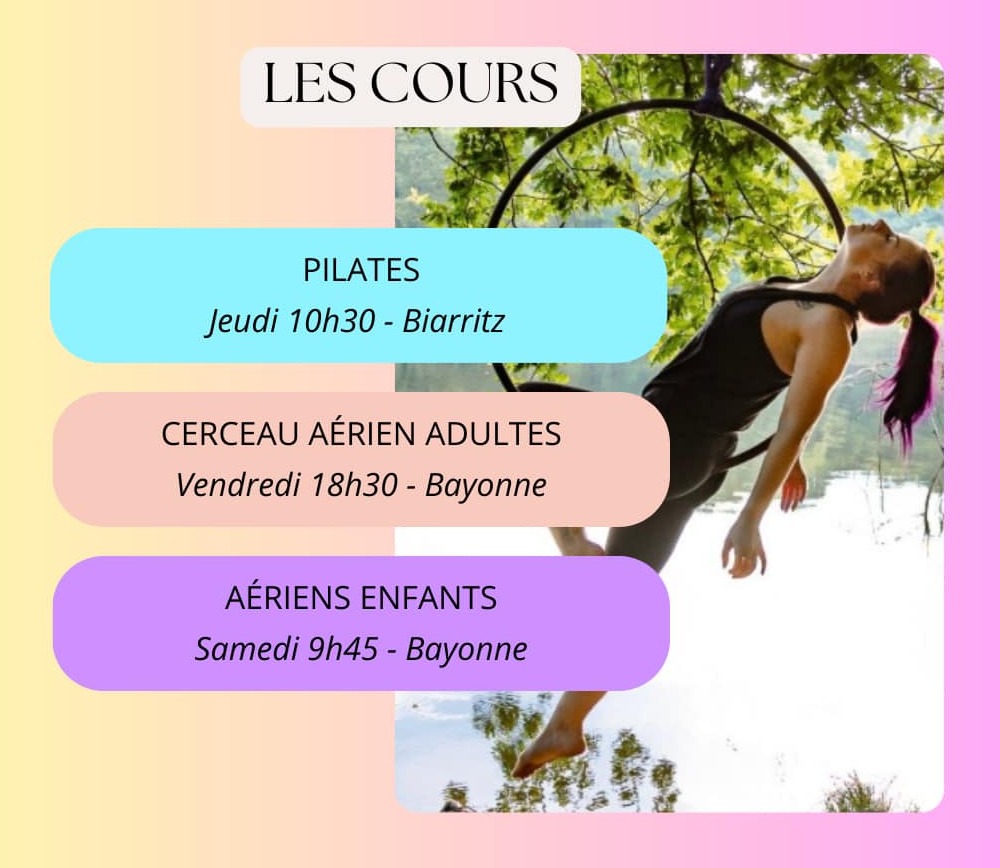 LES COURS
PILATES
Jeudi 10h30 - Biarritz
CERCEAU AÉRIEN ADULTES
Vendredi 18h30 - Bayonne
AÉRIENS ENFANTS
Samedi 9h45 - Bayonne